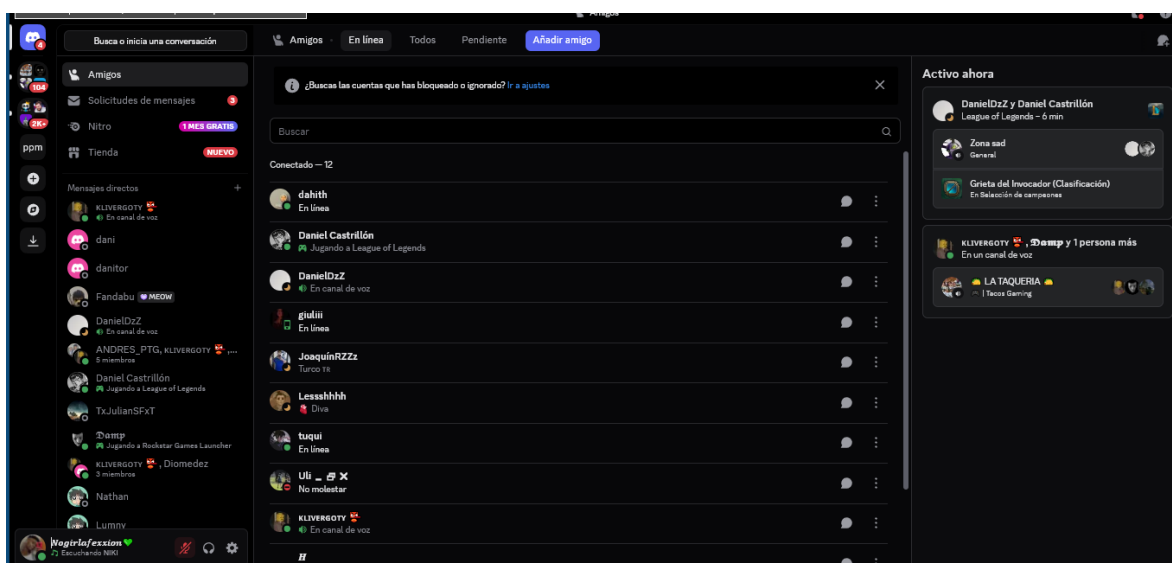 Amigos
4
104
2K+
ppm
Busca o inicia una conversación
Amigos
Solicitudes de mensajes 3
Nitro 1 MES GRATIS
Tienda NUEVO
Mensajes directos +
KLIVERGOTY
En canal de voz
dani
danitor
Fandabu MEOW
DanielDzZ
En canal de voz
ANDRES_PTG, KLIVERGOTY ,...
5 miembros
Daniel Castrillón
Jugando a League of Legends
TxJulianSFxT
Damp
Jugando a Rockstar Games Launcher
KLIVERGOTY , Diomedez
3 miembros
Nathan
Lumny
Nogirlafexxion
Escuchando NIKI
Amigos
En línea
Todos
Pendiente
Añadir amigo
¿Buscas las cuentas que has bloqueado o ignorado? Ir a ajustes
Buscar
Conectado — 12
dahith
En línea
Daniel Castrillón
Jugando a League of Legends
DanielDzZ
En canal de voz
giuliii
En línea
JoaquínRZZz
Turco TR
Lessshhhh
Diva
tuqui
En línea
Uli _ 🗗 🗙
No molestar
KLIVERGOTY
En canal de voz
H
Activo ahora
DanielDzZ y Daniel Castrillón
League of Legends – 6 min
Zona sad
General
Grieta del Invocador (Clasificación)
En Selección de campeones
KLIVERGOTY , Damp y 1 persona más
En un canal de voz
LA TAQUERIA
| Tacos Gaming